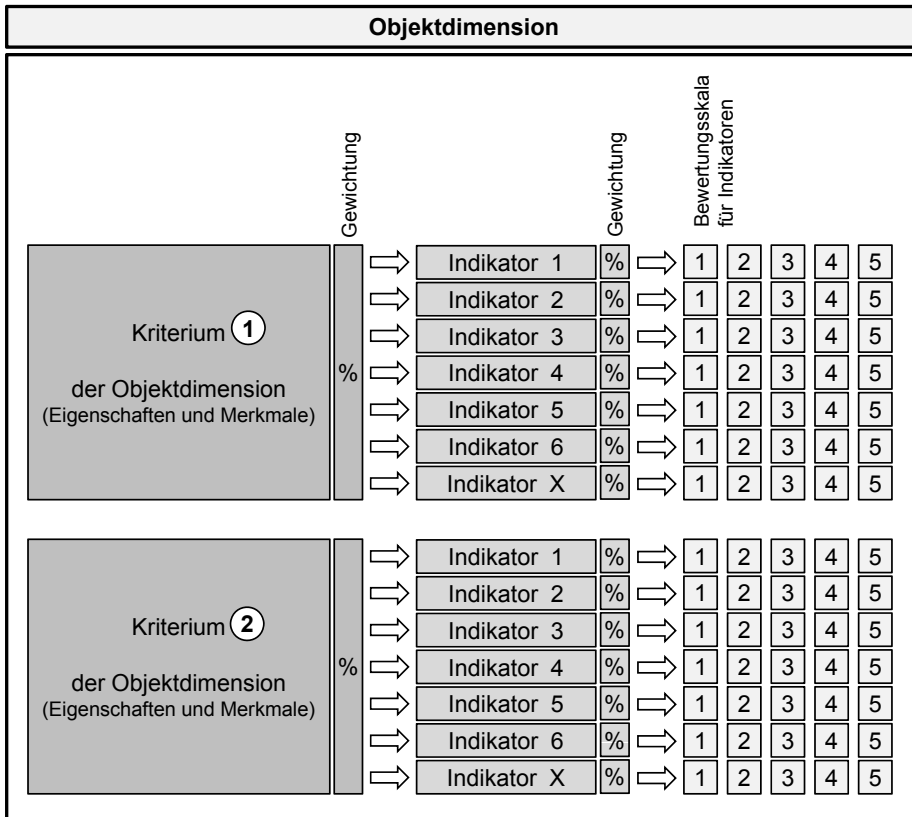 Objektdimension
Gewichtung
Gewichtung
Bewertungsskala
für Indikatoren
Kriterium 1
der Objektdimension
(Eigenschaften und Merkmale)
%
Indikator 1 % 1 2 3 4 5
Indikator 2 % 1 2 3 4 5
Indikator 3 % 1 2 3 4 5
Indikator 4 % 1 2 3 4 5
Indikator 5 % 1 2 3 4 5
Indikator 6 % 1 2 3 4 5
Indikator X % 1 2 3 4 5
Kriterium 2
der Objektdimension
(Eigenschaften und Merkmale)
%
Indikator 1 % 1 2 3 4 5
Indikator 2 % 1 2 3 4 5
Indikator 3 % 1 2 3 4 5
Indikator 4 % 1 2 3 4 5
Indikator 5 % 1 2 3 4 5
Indikator 6 % 1 2 3 4 5
Indikator X % 1 2 3 4 5